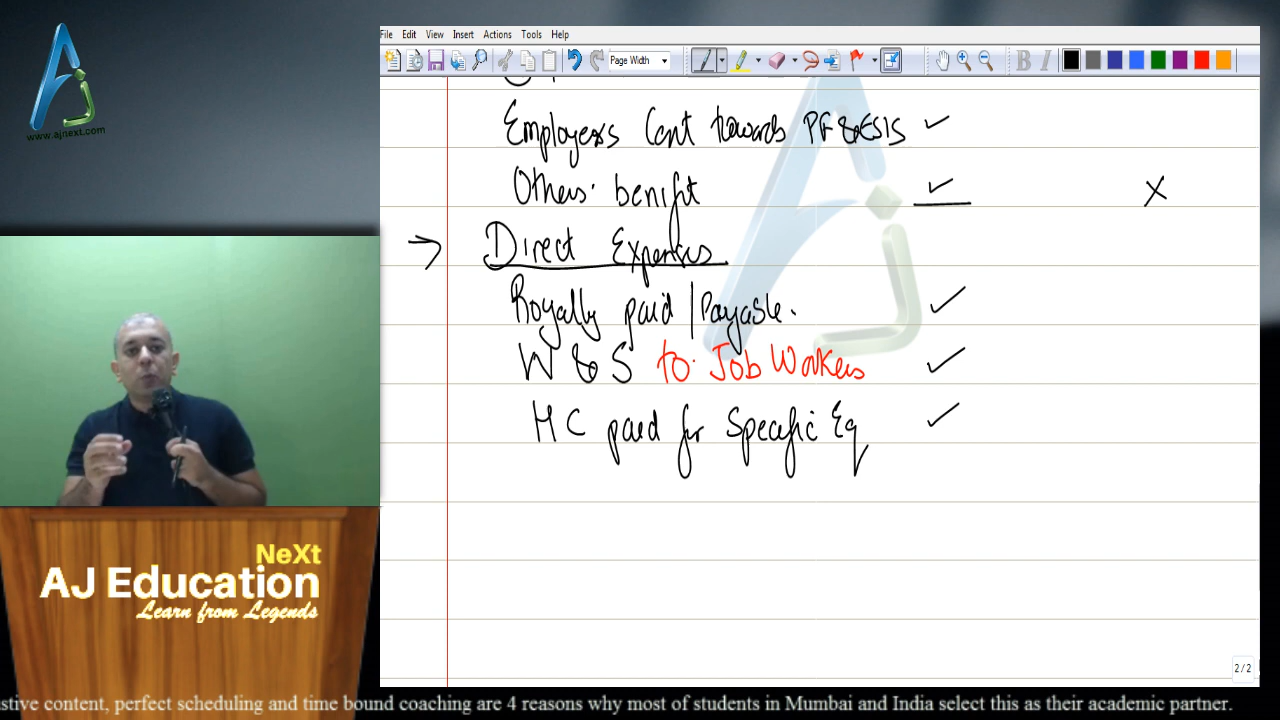 File Edit View Insert Actions Tools Help
Page Width
www.ajnext.com
Employers Cont towards PF & ESIS ✓
Others benifit ✓ X
→ Direct Expenses
Royally paid | Payable.
W & S to Job Workers
HC paid for Specific Eq
NeXt
AJ Education
Learn from Legends
2/2
stive content, perfect scheduling and time bound coaching are 4 reasons why most of students in Mumbai and India select this as their academic partner.